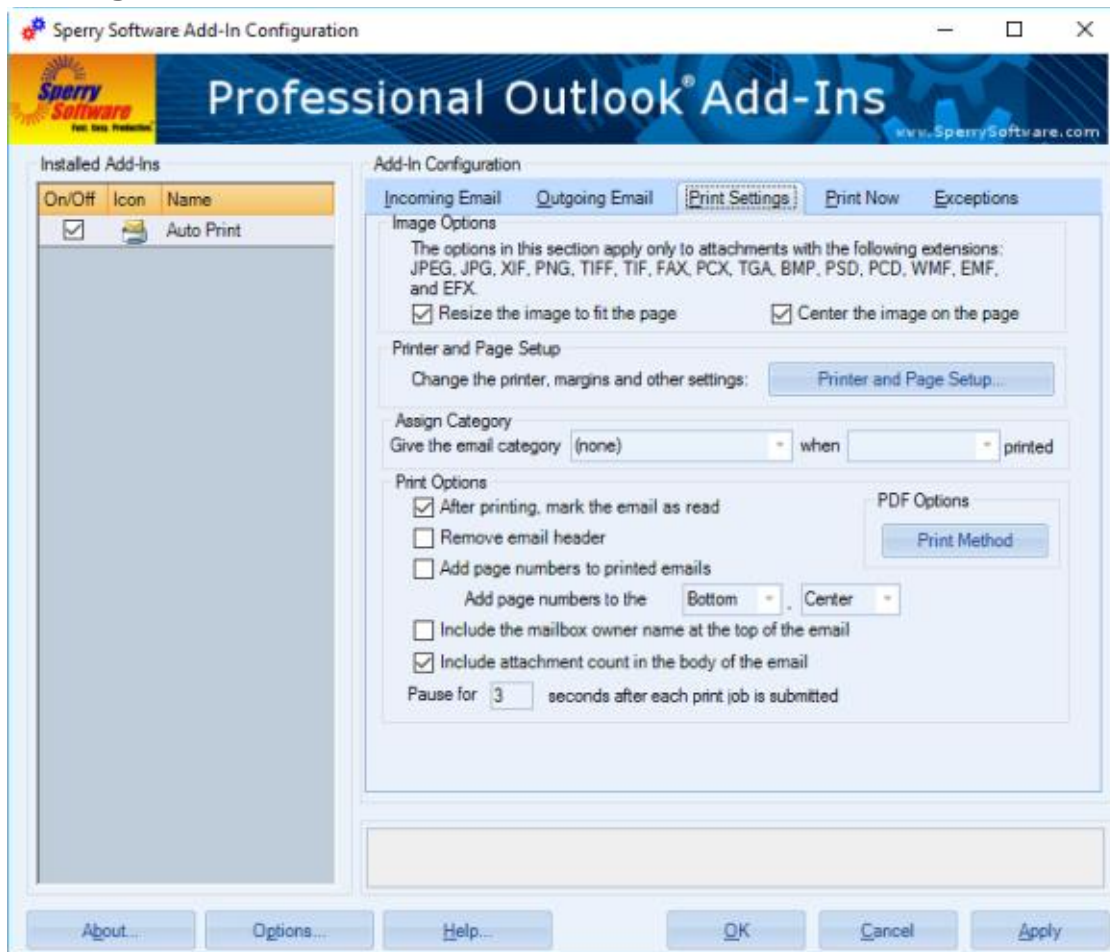 Sperry Software Add-In Configuration
Sperry Software
Fast. Easy. Productive.
Professional Outlook® Add-Ins
www.SperrySoftware.com
Installed Add-Ins
On/Off Icon Name
Auto Print
Add-In Configuration
Incoming Email Outgoing Email Print Settings Print Now Exceptions
Image Options
The options in this section apply only to attachments with the following extensions:
JPEG, JPG, XIF, PNG, TIFF, TIF, FAX, PCX, TGA, BMP, PSD, PCD, WMF, EMF,
and EFX.
Resize the image to fit the page Center the image on the page
Printer and Page Setup
Change the printer, margins and other settings: Printer and Page Setup...
Assign Category
Give the email category (none) when printed
Print Options
After printing, mark the email as read
PDF Options
Remove email header
Print Method
Add page numbers to printed emails
Add page numbers to the Bottom , Center
Include the mailbox owner name at the top of the email
Include attachment count in the body of the email
Pause for 3 seconds after each print job is submitted
About... Options... Help... OK Cancel Apply